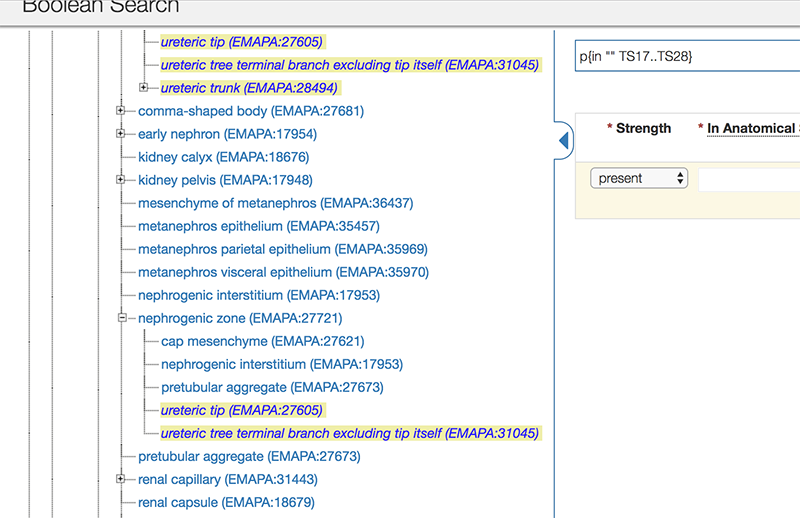 Boolean Search
ureteric tip (EMAPA:27605)
ureteric tree terminal branch excluding tip itself (EMAPA:31045)
ureteric trunk (EMAPA:28494)
comma-shaped body (EMAPA:27681)
early nephron (EMAPA:17954)
kidney calyx (EMAPA:18676)
kidney pelvis (EMAPA:17948)
mesenchyme of metanephros (EMAPA:36437)
metanephros epithelium (EMAPA:35457)
metanephros parietal epithelium (EMAPA:35969)
metanephros visceral epithelium (EMAPA:35970)
nephrogenic interstitium (EMAPA:17953)
nephrogenic zone (EMAPA:27721)
cap mesenchyme (EMAPA:27621)
nephrogenic interstitium (EMAPA:17953)
pretubular aggregate (EMAPA:27673)
ureteric tip (EMAPA:27605)
ureteric tree terminal branch excluding tip itself (EMAPA:31045)
pretubular aggregate (EMAPA:27673)
renal capillary (EMAPA:31443)
renal capsule (EMAPA:18679)
p{in "" TS17..TS28}
* Strength * In Anatomical
present